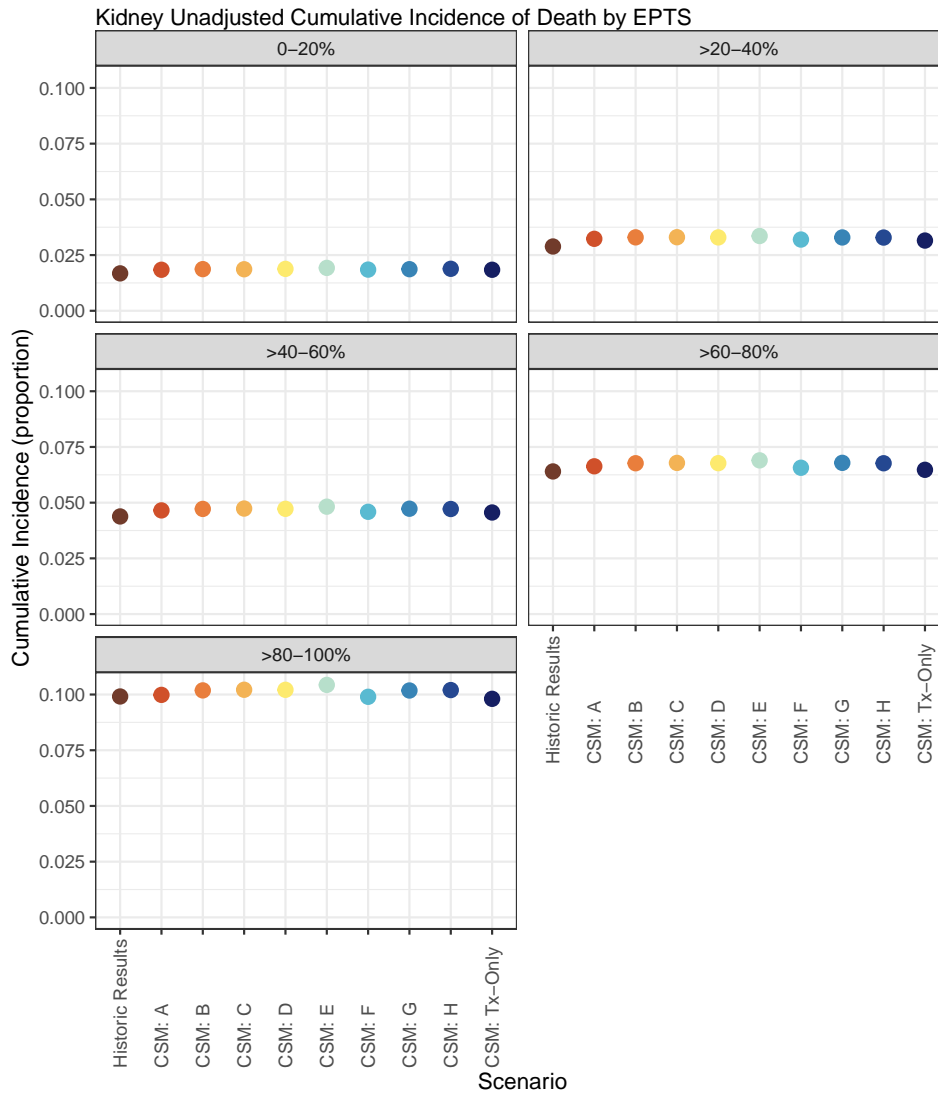 Kidney Unadjusted Cumulative Incidence of Death by EPTS
0−20%
>20−40%
0.100
0.075
0.050
0.025
0.000
>40−60%
>60−80%
0.100
0.075
0.050
0.025
0.000
Cumulative Incidence (proportion)
>80−100%
0.100
0.075
0.050
0.025
0.000
Historic Results
CSM: A
CSM: B
CSM: C
CSM: D
CSM: E
CSM: F
CSM: G
CSM: H
CSM: Tx−Only
Historic Results
CSM: A
CSM: B
CSM: C
CSM: D
CSM: E
CSM: F
CSM: G
CSM: H
CSM: Tx−Only
Scenario